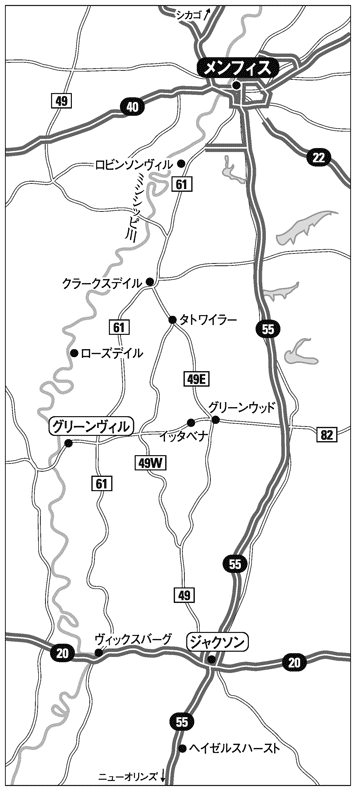 シカゴ↗
メンフィス
49
40
22
ロビンソンヴィル
61
ミシシッピ川
クラークスデイル
61
タトワイラー
55
ローズデイル
49E
グリーンウッド
グリーンヴィル
イッタベナ
82
49W
61
55
49
ヴィックスバーグ
ジャクソン
20
20
55
ヘイゼルスハースト
ニューオリンズ↓